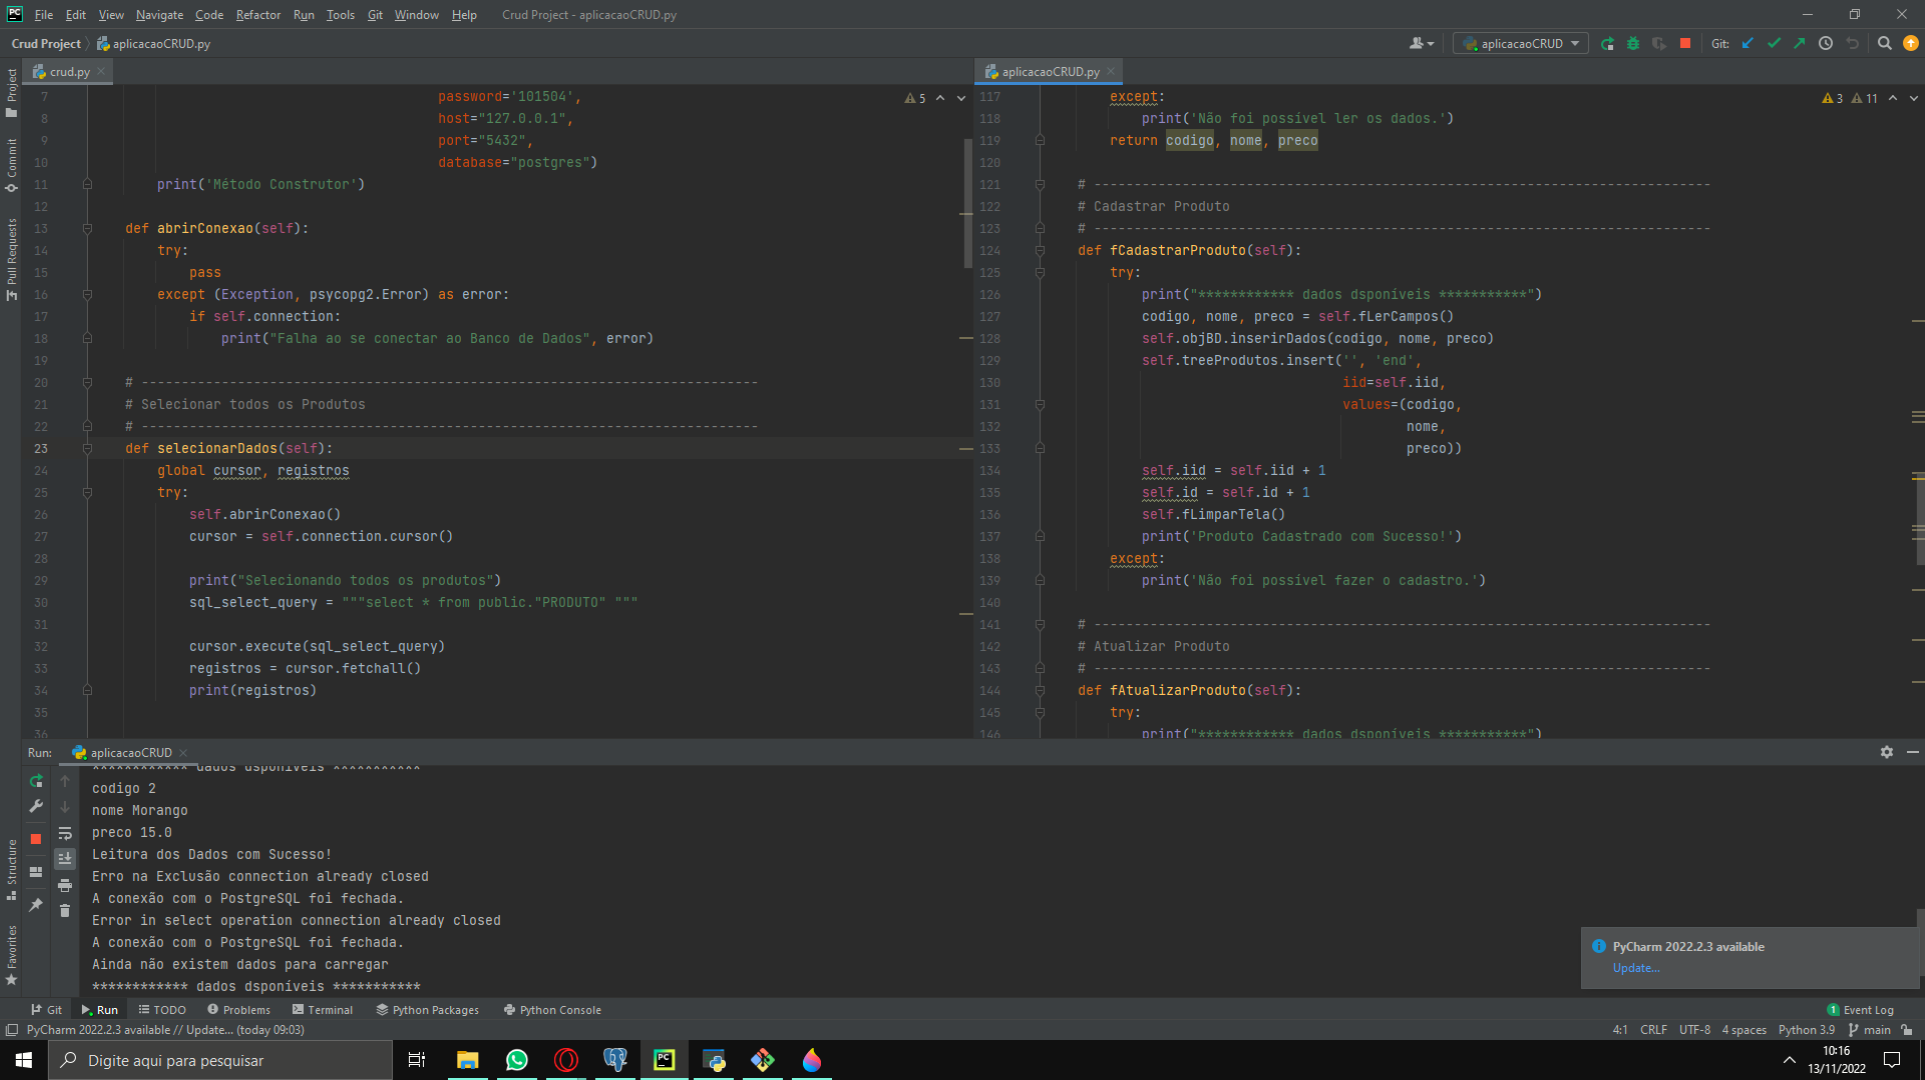 File Edit View Navigate Code Refactor Run Tools Git Window Help Crud Project - aplicacaoCRUD.py
Crud Project aplicacaoCRUD.py
aplicacaoCRUD Git:
Project
Commit
Pull Requests
Structure
Favorites
crud.py
5
7 password='101504',
8 host="127.0.0.1",
9 port="5432",
10 database="postgres")
11 print('Método Construtor')
12
13 def abrirConexao(self):
14 try:
15 pass
16 except (Exception, psycopg2.Error) as error:
17 if self.connection:
18 print("Falha ao se conectar ao Banco de Dados", error)
19
20 # -----------------------------------------------------------------------------
21 # Selecionar todos os Produtos
22 # -----------------------------------------------------------------------------
23 def selecionarDados(self):
24 global cursor, registros
25 try:
26 self.abrirConexao()
27 cursor = self.connection.cursor()
28
29 print("Selecionando todos os produtos")
30 sql_select_query = """select * from public."PRODUTO" """
31
32 cursor.execute(sql_select_query)
33 registros = cursor.fetchall()
34 print(registros)
35
36
aplicacaoCRUD.py
3 11
117 except:
118 print('Não foi possivel ler os dados.')
119 return codigo, nome, preco
120
121 # -----------------------------------------------------------------------------
122 # Cadastrar Produto
123 # -----------------------------------------------------------------------------
124 def fCadastrarProduto(self):
125 try:
126 print("************ dados dsponíveis ***********")
127 codigo, nome, preco = self.fLerCampos()
128 self.objBD.inserirDados(codigo, nome, preco)
129 self.treeProdutos.insert('', 'end',
130 iid=self.iid,
131 values=(codigo,
132 nome,
133 preco))
134 self.iid = self.iid + 1
135 self.id = self.id + 1
136 self.fLimparTela()
137 print('Produto Cadastrado com Sucesso!')
138 except:
139 print('Não foi possível fazer o cadastro.')
140
141 # -----------------------------------------------------------------------------
142 # Atualizar Produto
143 # -----------------------------------------------------------------------------
144 def fAtualizarProduto(self):
145 try:
146 print("************ dados dsponíveis ***********")
Run: aplicacaoCRUD
************ dados dsponíveis ***********
codigo 2
nome Morango
preco 15.0
Leitura dos Dados com Sucesso!
Erro na Exclusão connection already closed
A conexão com o PostgreSQL foi fechada.
Error in select operation connection already closed
A conexão com o PostgreSQL foi fechada.
Ainda não existem dados para carregar
************ dados dsponíveis ***********
PyCharm 2022.2.3 available
Update...
Git Run TODO Problems Terminal Python Packages Python Console 1 Event Log
PyCharm 2022.2.3 available // Update... (today 09:03) 4:1 CRLF UTF-8 4 spaces Python 3.9 main
Digite aqui para pesquisar
10:16
13/11/2022